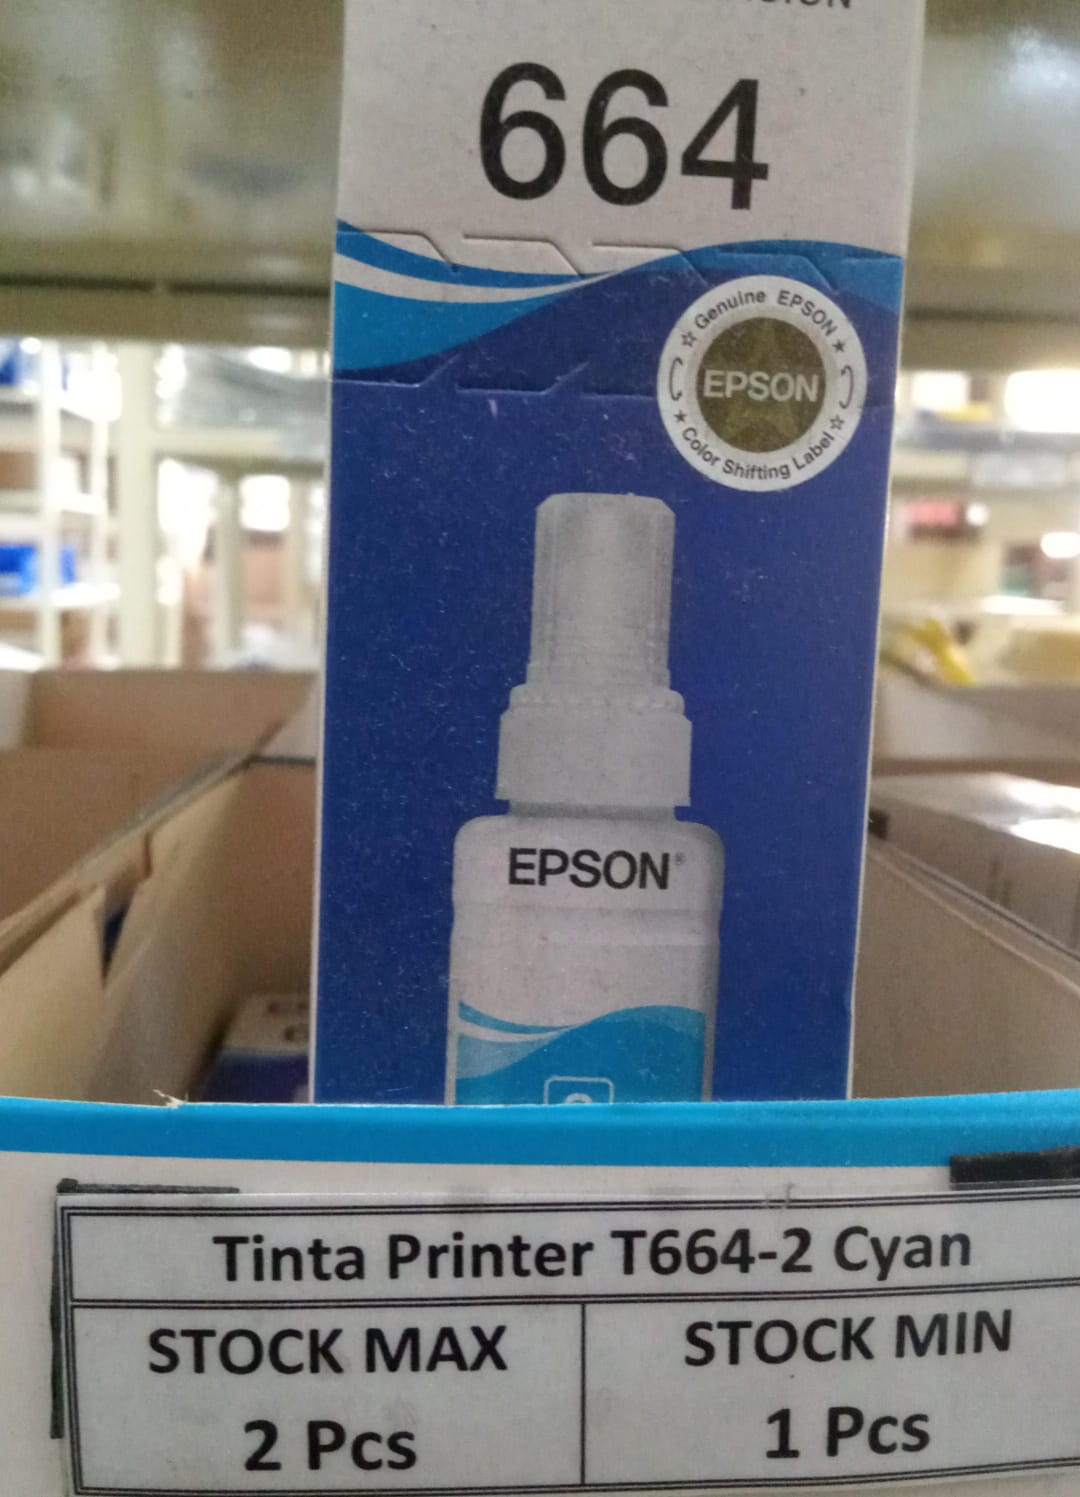 664
Genuine EPSON
EPSON
Color Shifting Label
EPSON®
Tinta Printer T664-2 Cyan
STOCK MAX
STOCK MIN
2 Pcs
1 Pcs